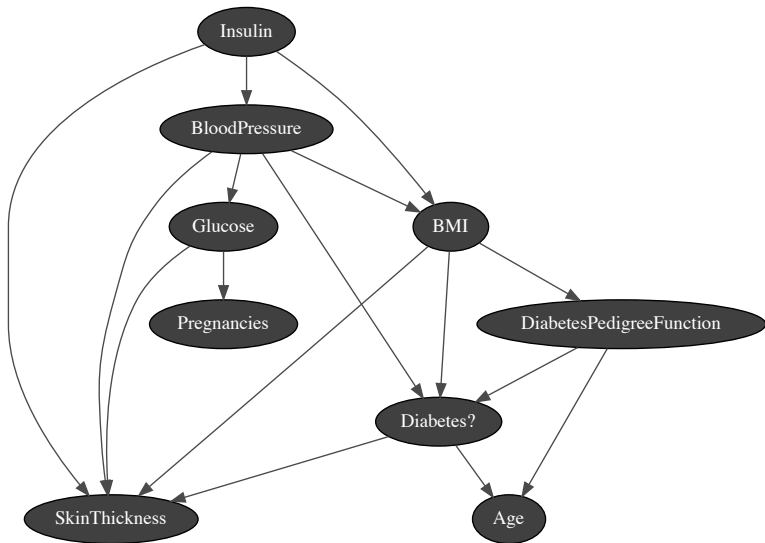 Insulin
BloodPressure
Glucose
BMI
Pregnancies
DiabetesPedigreeFunction
Diabetes?
SkinThickness
Age